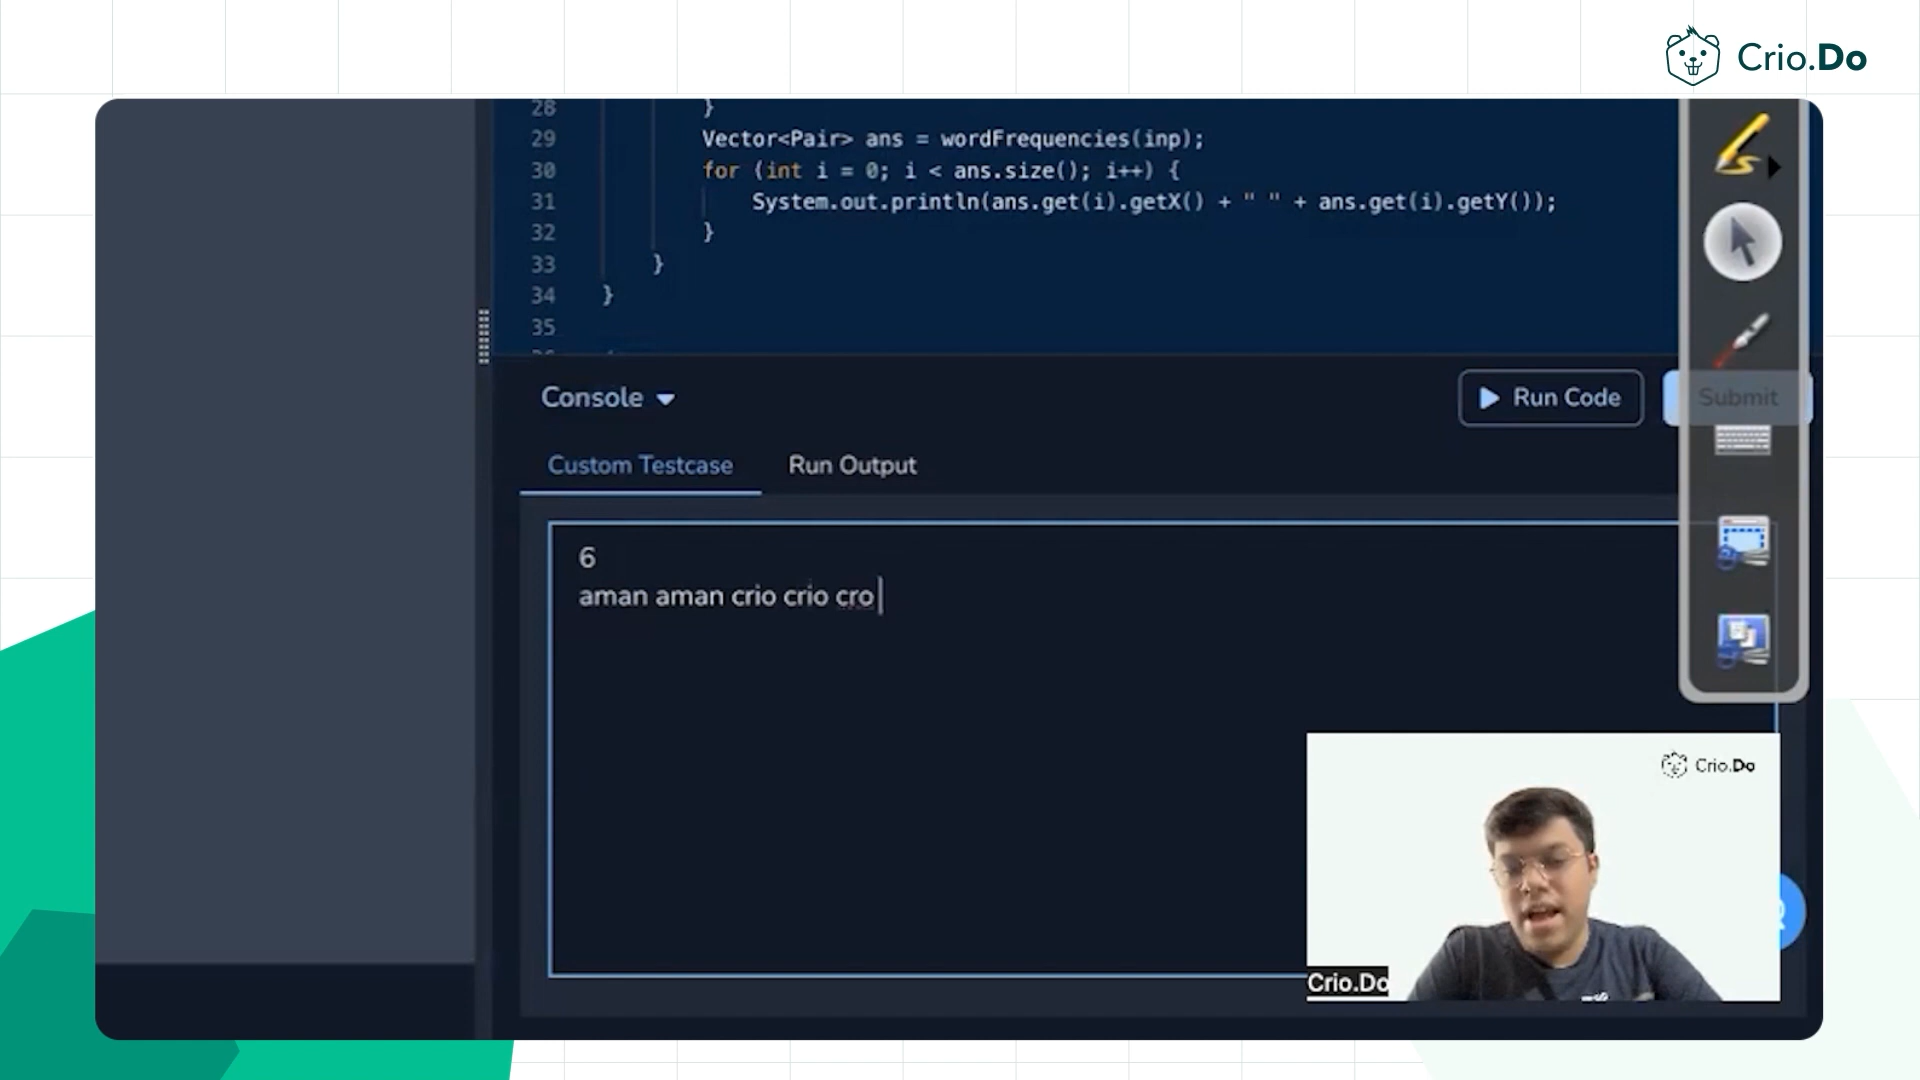 Crio.Do
28 }
29 Vector<Pair> ans = wordFrequencies(inp);
30 for (int i = 0; i < ans.size(); i++) {
31 System.out.println(ans.get(i).getX() + " " + ans.get(i).getY());
32 }
33 }
34 }
35
Console
Run Code
Submit
Custom Testcase
Run Output
6
aman aman crio crio cro
Crio.Do
Crio.Do